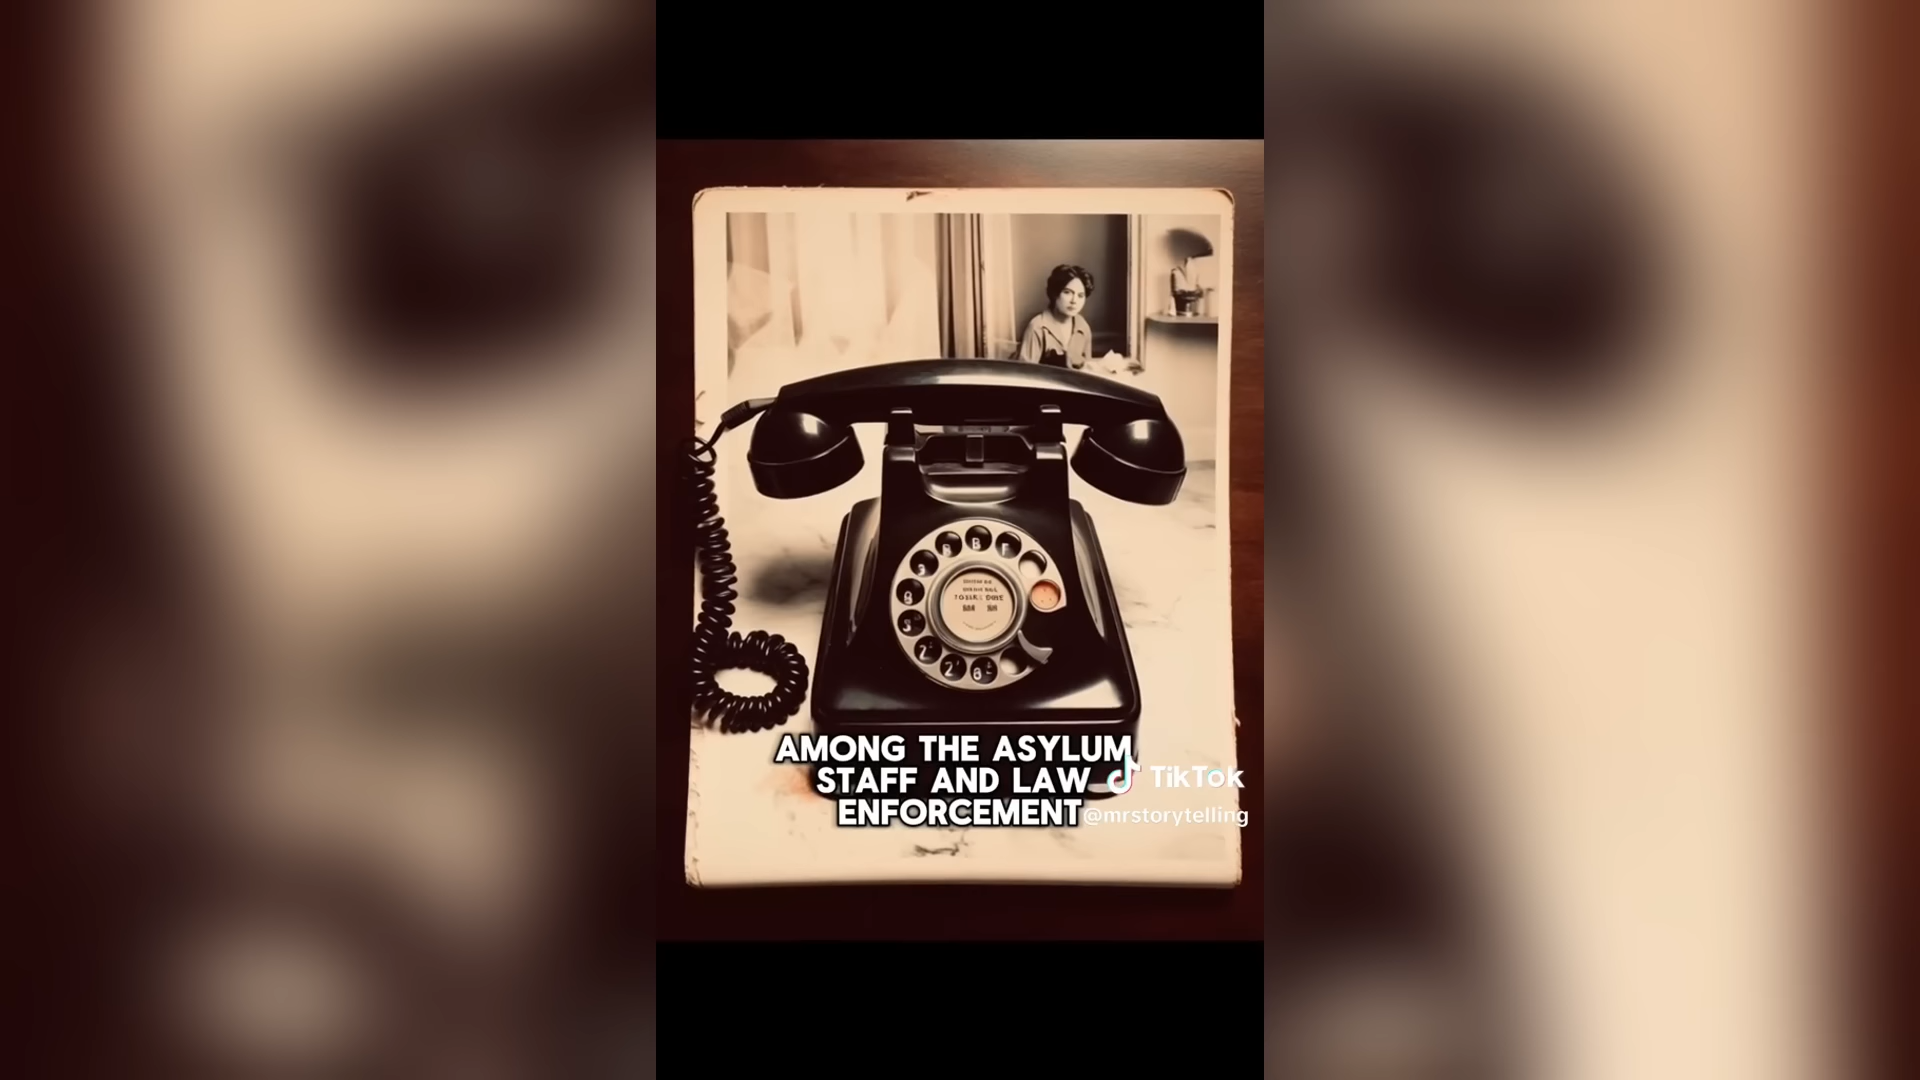 AMONG THE ASYLUM
STAFF AND LAW
ENFORCEMENT
TikTok
@mrstorytelling